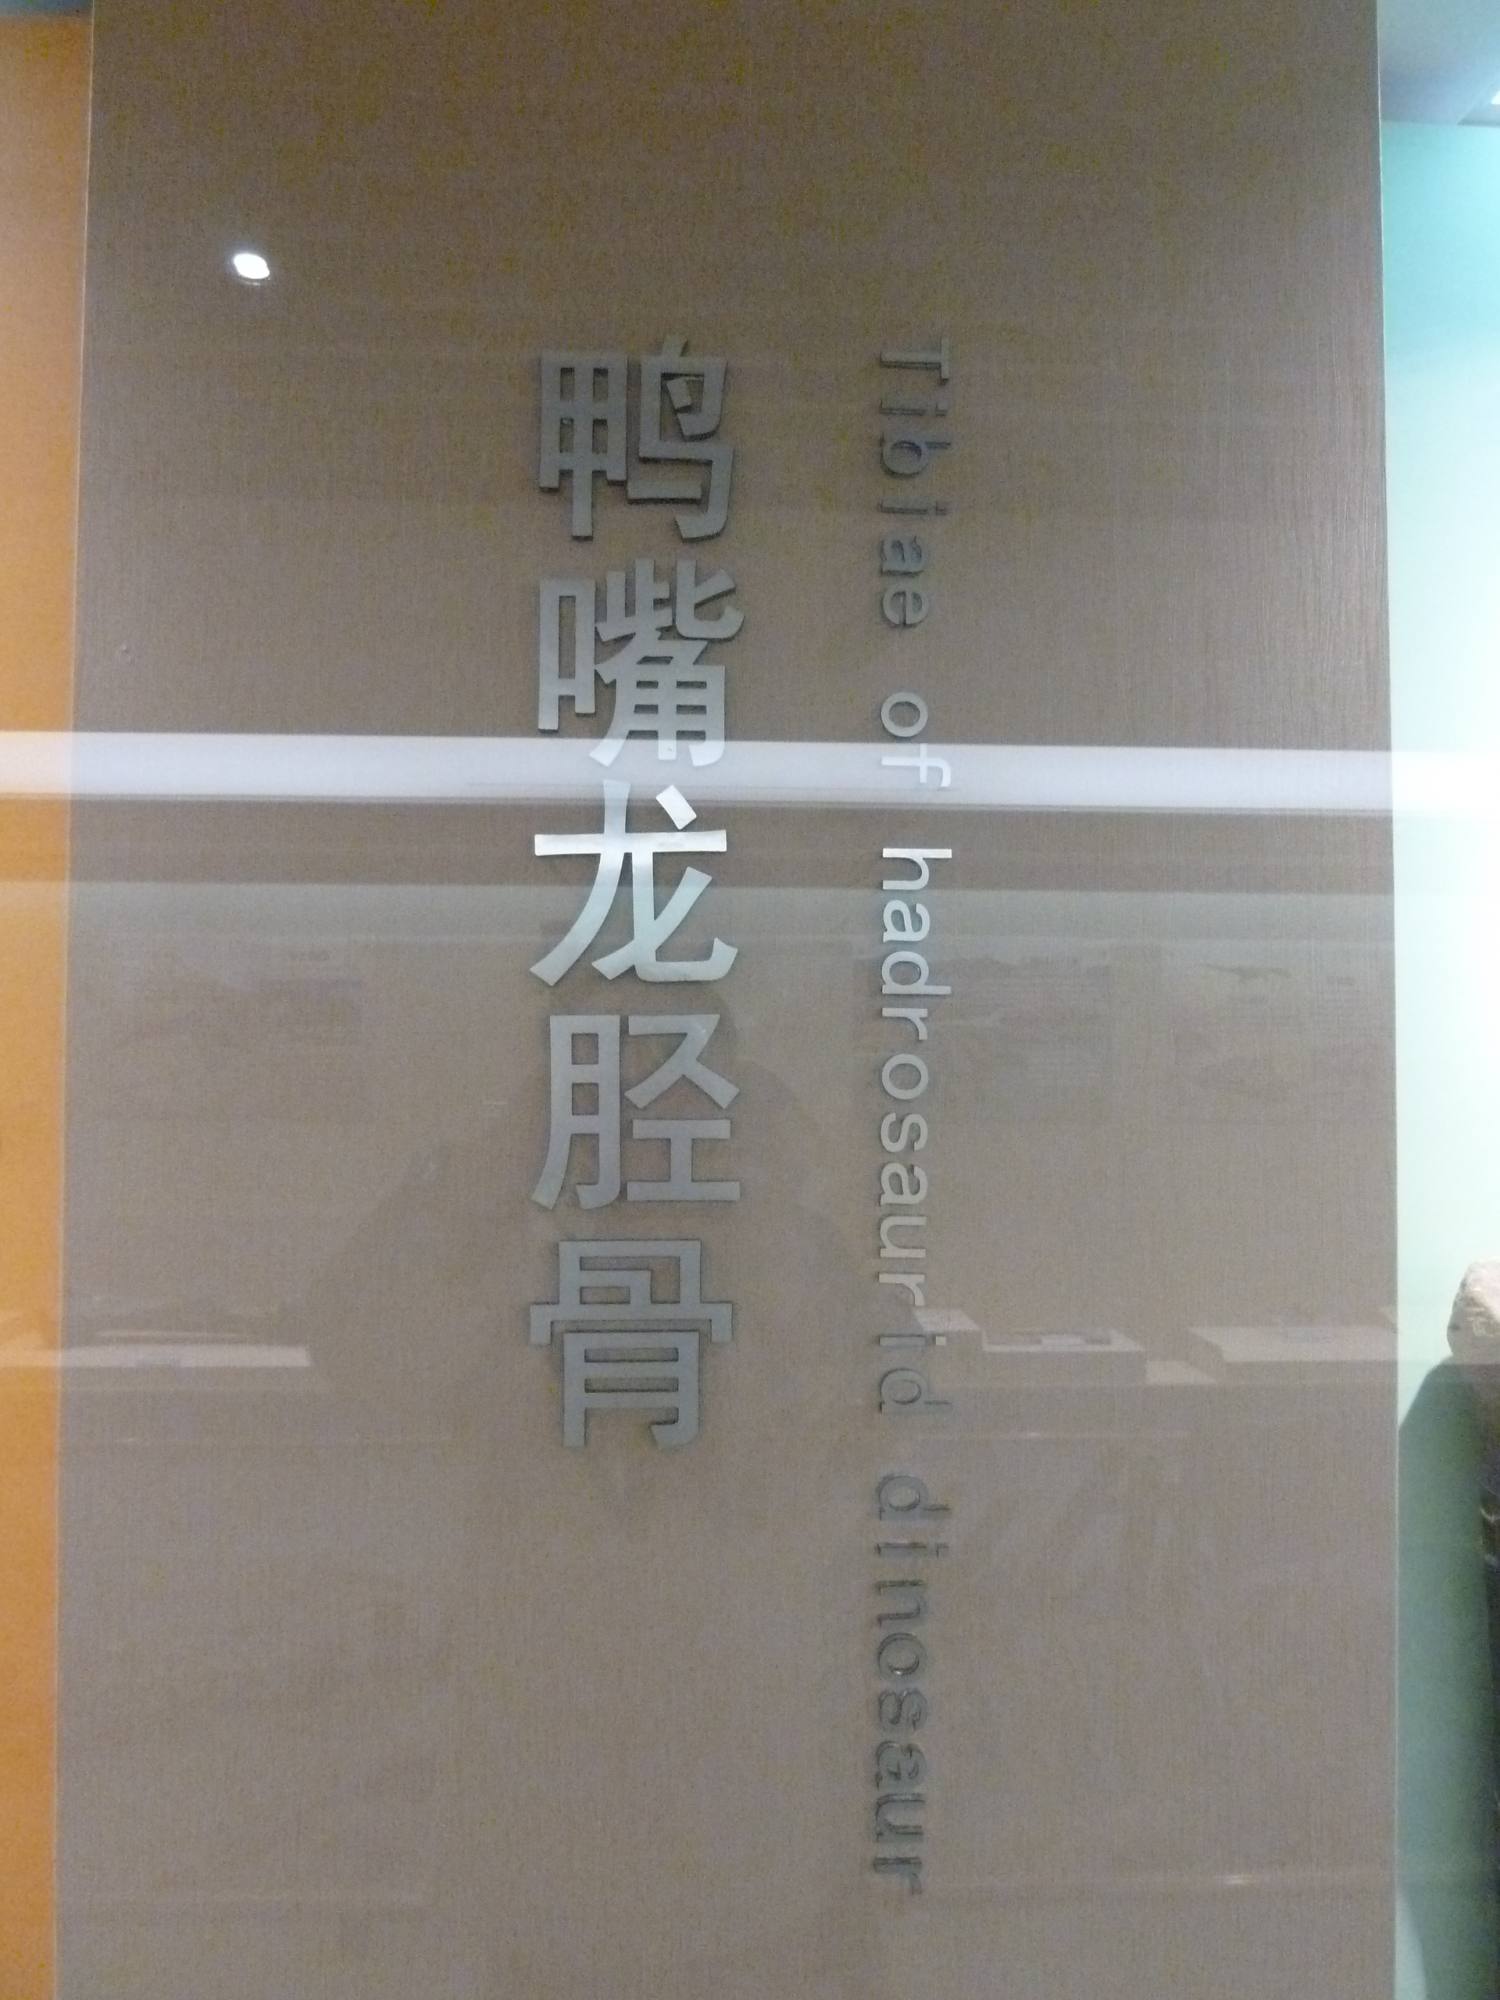 鸭嘴龙胫骨
Tibiae of hadrosaurid dinosaur